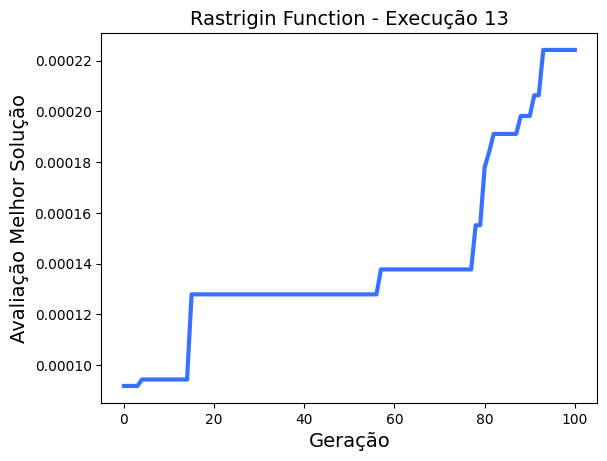 Rastrigin Function - Execução 13
Avaliação Melhor Solução
0.00022
0.00020
0.00018
0.00016
0.00014
0.00012
0.00010
0 20 40 60 80 100
Geração